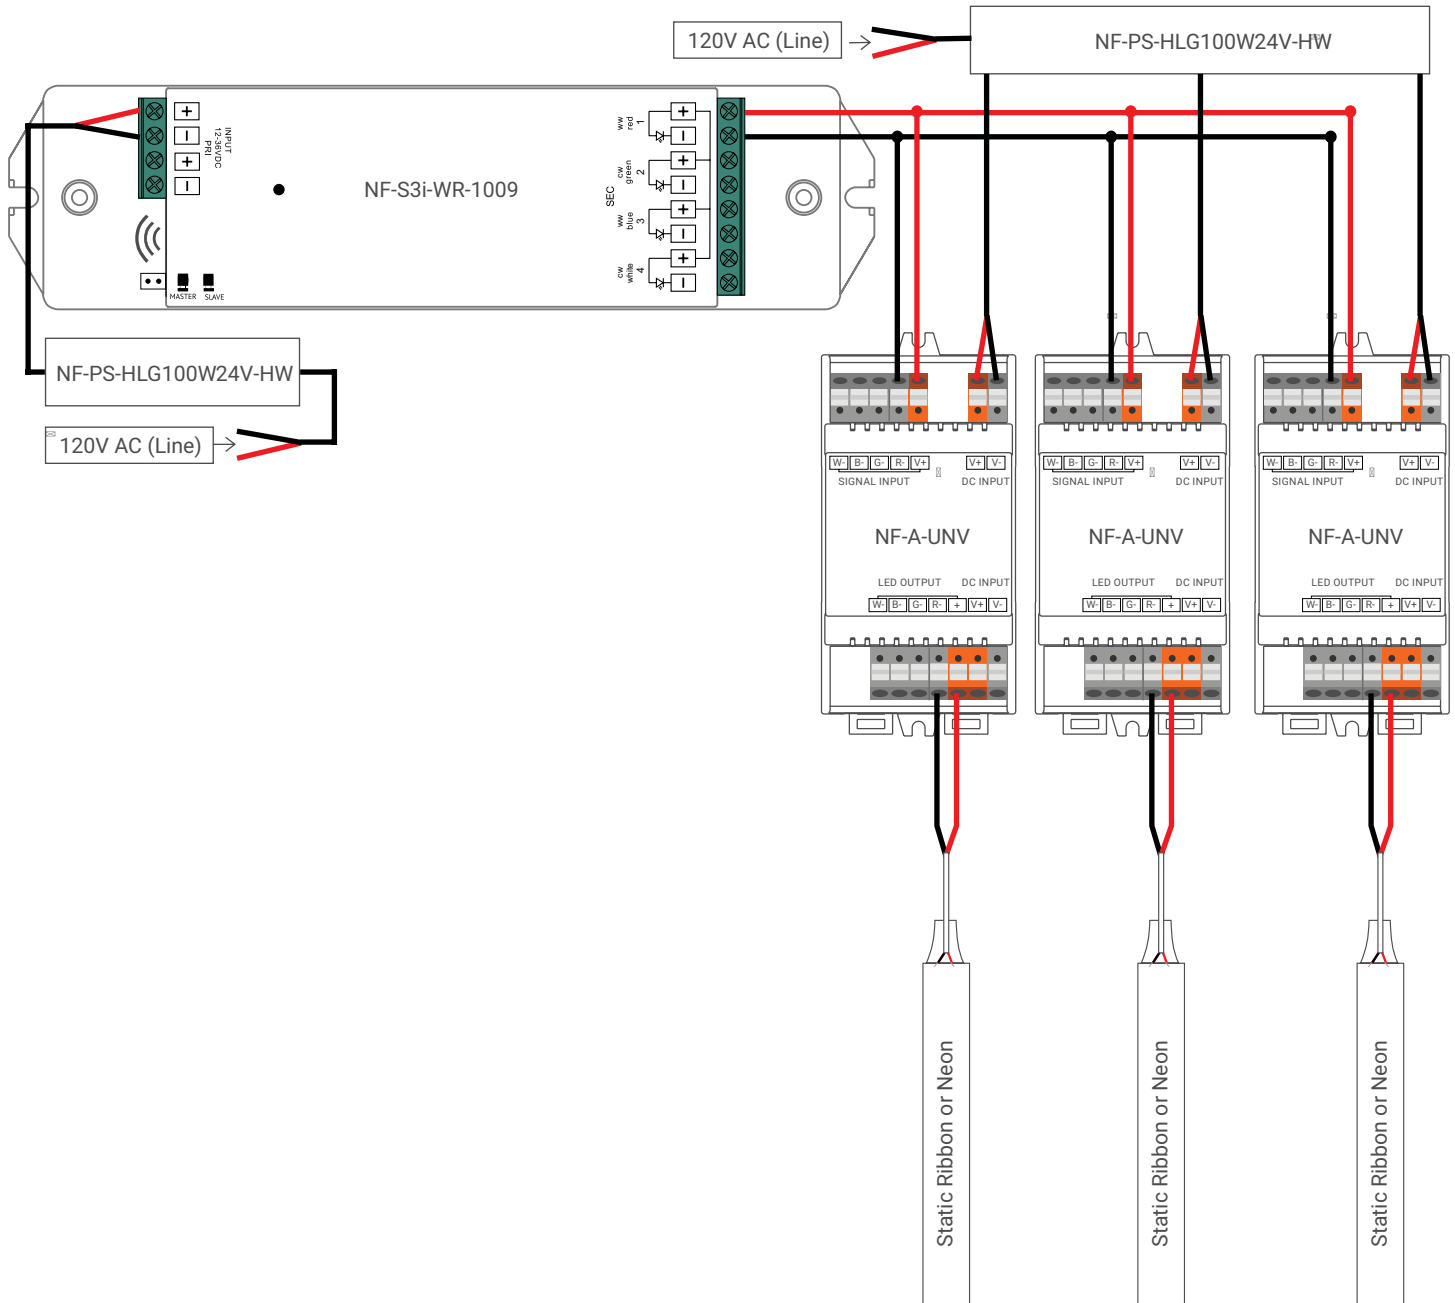 120V AC (Line)
NF-PS-HLG100W24V-HW
+
−
+
−
INPUT
12-36VDC
PRI
NF-S3i-WR-1009
SEC
ww
red
1
+
−
cw
green
2
+
−
ww
blue
3
+
−
cw
white
4
+
−
MASTER
SLAVE
NF-PS-HLG100W24V-HW
120V AC (Line)
W- B- G- R- V+ V+ V-
SIGNAL INPUT DC INPUT
NF-A-UNV
LED OUTPUT DC INPUT
W- B- G- R- + V+ V-
W- B- G- R- V+ V+ V-
SIGNAL INPUT DC INPUT
NF-A-UNV
LED OUTPUT DC INPUT
W- B- G- R- + V+ V-
W- B- G- R- V+ V+ V-
SIGNAL INPUT DC INPUT
NF-A-UNV
LED OUTPUT DC INPUT
W- B- G- R- + V+ V-
Static Ribbon or Neon
Static Ribbon or Neon
Static Ribbon or Neon